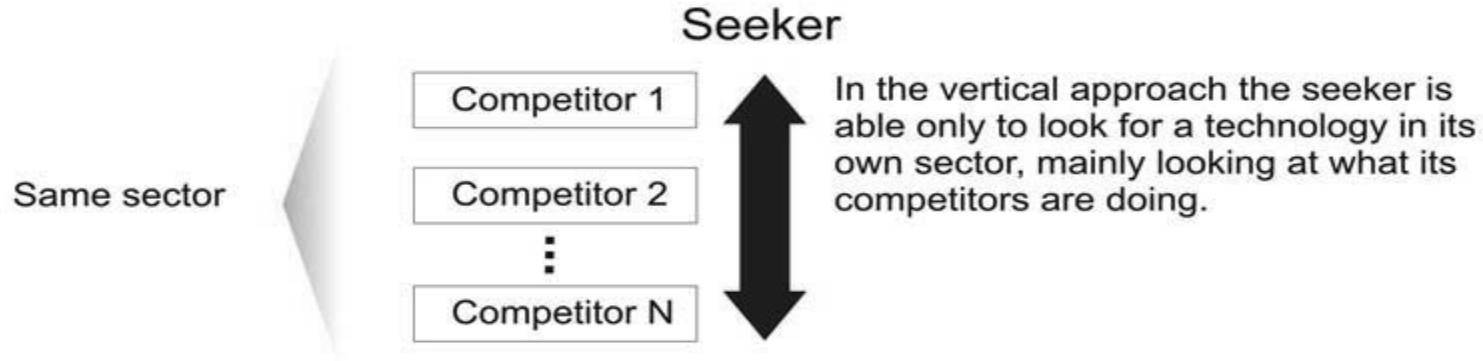 Seeker
Competitor 1
Same sector
Competitor 2
Competitor N
In the vertical approach the seeker is
able only to look for a technology in its
own sector, mainly looking at what its
competitors are doing.